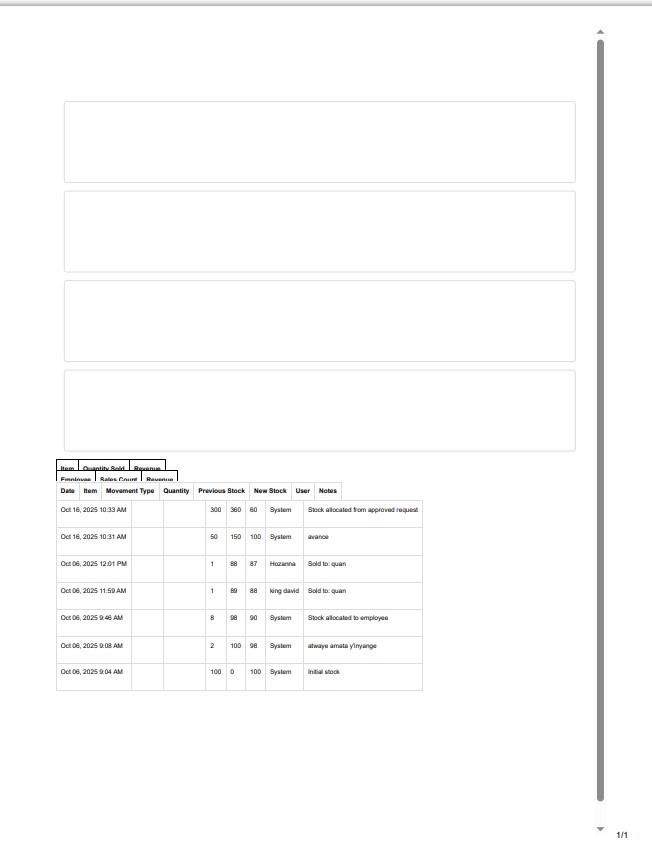 Item Quantity Sold Revenue
Employee Sales Count Revenue
Date Item Movement Type Quantity Previous Stock New Stock User Notes
Oct 16, 2025 10:33 AM 300 360 60 System Stock allocated from approved request
Oct 16, 2025 10:31 AM 50 150 100 System avance
Oct 06, 2025 12:01 PM 1 88 87 Hozanna Sold to: quan
Oct 06, 2025 11:59 AM 1 89 88 king david Sold to: quan
Oct 06, 2025 9:46 AM 8 98 90 System Stock allocated to employee
Oct 06, 2025 9:08 AM 2 100 98 System atwaye amata y'inyange
Oct 06, 2025 9:04 AM 100 0 100 System Initial stock
1/1